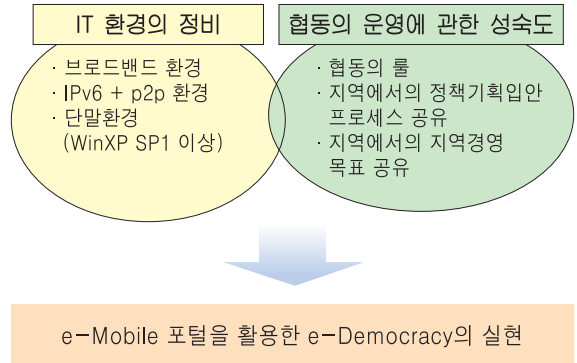 IT 환경의 정비
· 브로드밴드 환경
· IPv6 + p2p 환경
· 단말환경
(WinXP SP1 이상)
협동의 운영에 관한 성숙도
· 협동의 룰
· 지역에서의 정책기획입안
프로세스 공유
· 지역에서의 지역경영
목표 공유
e-Mobile 포털을 활용한 e-Democracy의 실현